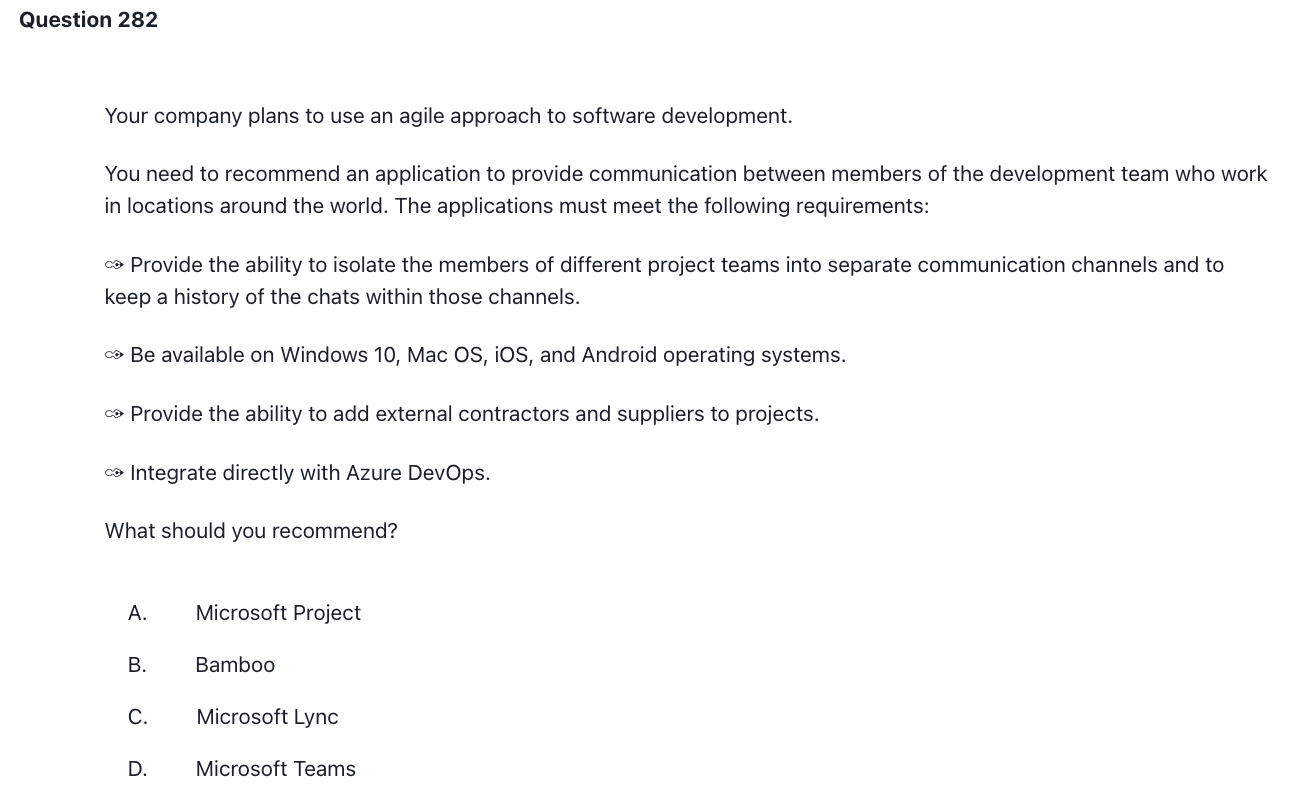 Question 282
Your company plans to use an agile approach to software development.
You need to recommend an application to provide communication between members of the development team who work
in locations around the world. The applications must meet the following requirements:
Provide the ability to isolate the members of different project teams into separate communication channels and to
keep a history of the chats within those channels.
Be available on Windows 10, Mac OS, iOS, and Android operating systems.
Provide the ability to add external contractors and suppliers to projects.
Integrate directly with Azure DevOps.
What should you recommend?
A. Microsoft Project
B. Bamboo
C. Microsoft Lync
D. Microsoft Teams